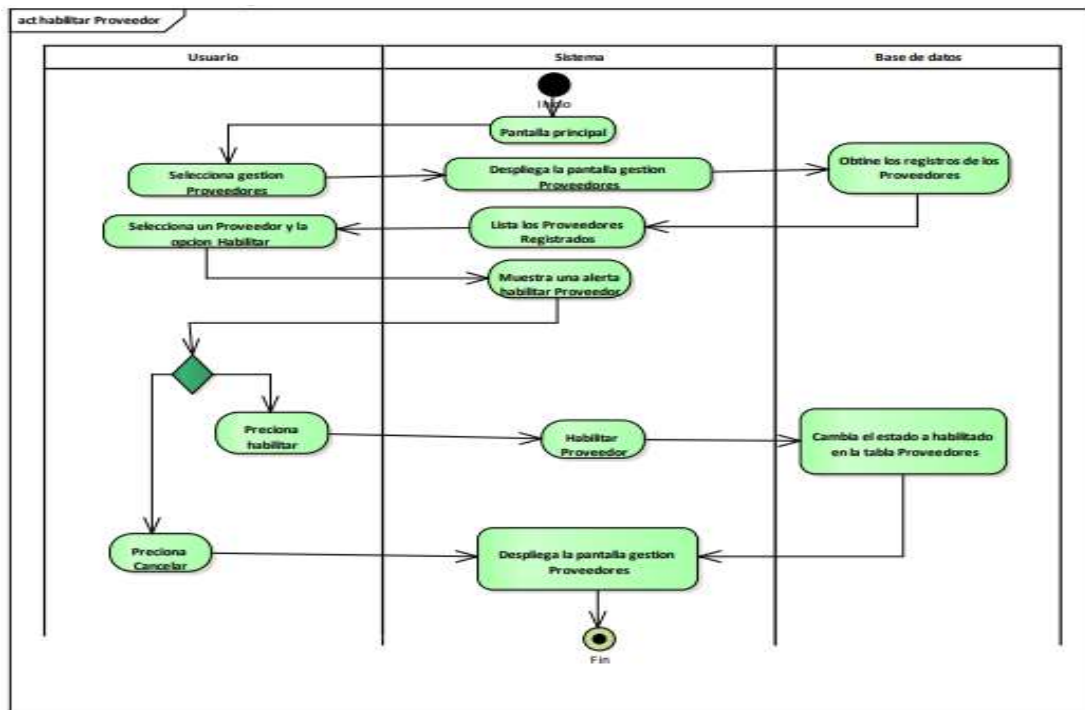 act habilitar Proveedor
Usuario
Sistema
Base de datos
Inicio
Pantalla principal
Selecciona gestion
Proveedores
Despliega la pantalla gestion
Proveedores
Obtine los registros de los
Proveedores
Selecciona un Proveedor y la
opcion Habilitar
Lista los Proveedores
Registrados
Muestra una alerta
habilitar Proveedor
Preciona
habilitar
Habilitar
Proveedor
Cambia el estado a habilitado
en la tabla Proveedores
Preciona
Cancelar
Despliega la pantalla gestion
Proveedores
Fin